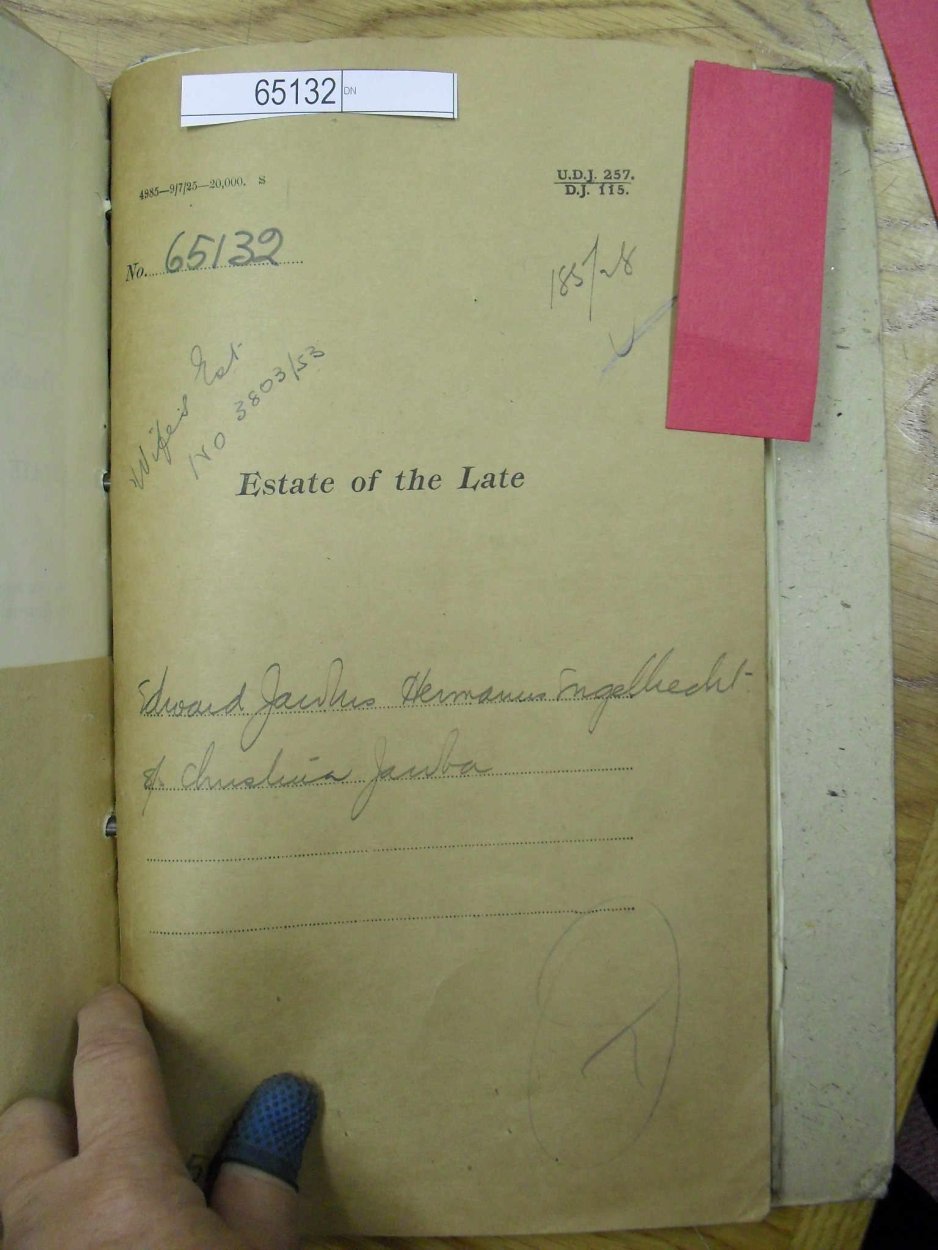 65132 DN
4985—9/7/25—20,000. S
U.D.J. 257.
D.J. 115.
No. 65132
185/28
Wife's Est
No 3803/53
Estate of the Late
Edward Jacobus Hermanus Engelbrecht
& Christina Jacoba